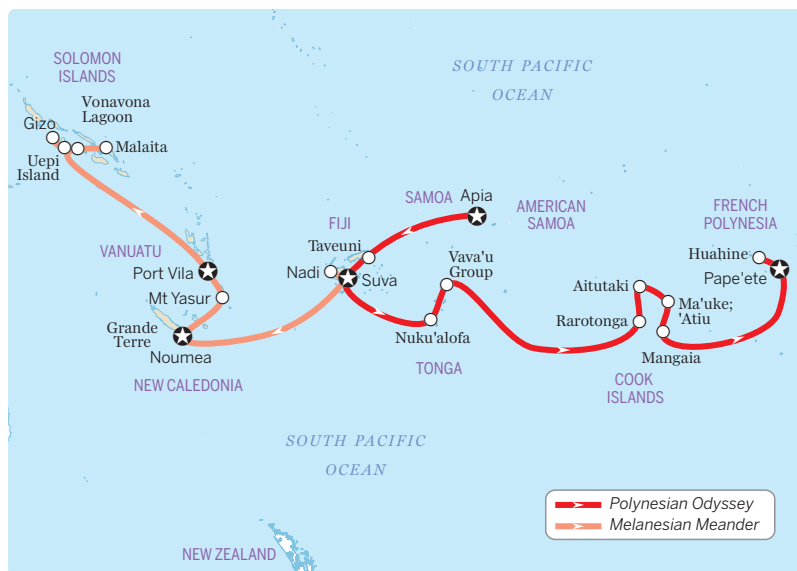 SOLOMON
ISLANDS
Vonavona
Lagoon
Gizo
Malaita
Uepi
Island
SOUTH PACIFIC
OCEAN
SAMOA
Apia
AMERICAN
SAMOA
FRENCH
POLYNESIA
FIJI
Taveuni
Nadi
Suva
VANUATU
Port Vila
Mt Yasur
Grande
Terre
Noumea
NEW CALEDONIA
Vava'u
Group
Nuku'alofa
TONGA
Aitutaki
Rarotonga
Ma'uke;
'Atiu
Mangaia
COOK
ISLANDS
Huahine
Pape'ete
SOUTH PACIFIC
OCEAN
NEW ZEALAND
Polynesian Odyssey
Melanesian Meander